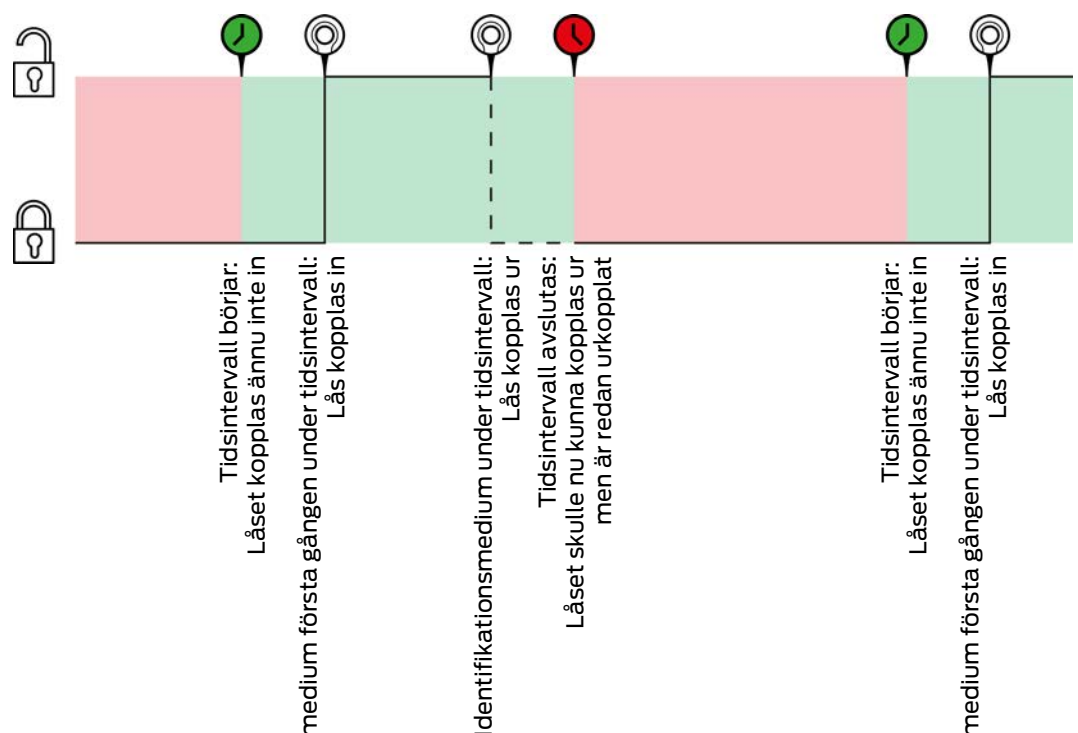 Tidsintervall börjar:
Låset kopplas ännu inte in
medium första gången under tidsintervall:
Lås kopplas in
Identifikationsmedium under tidsintervall:
Lås kopplas ur
Tidsintervall avslutas:
Låset skulle nu kunna kopplas ur
men är redan urkopplat
Tidsintervall börjar:
Låset kopplas ännu inte in
medium första gången under tidsintervall:
Lås kopplas in